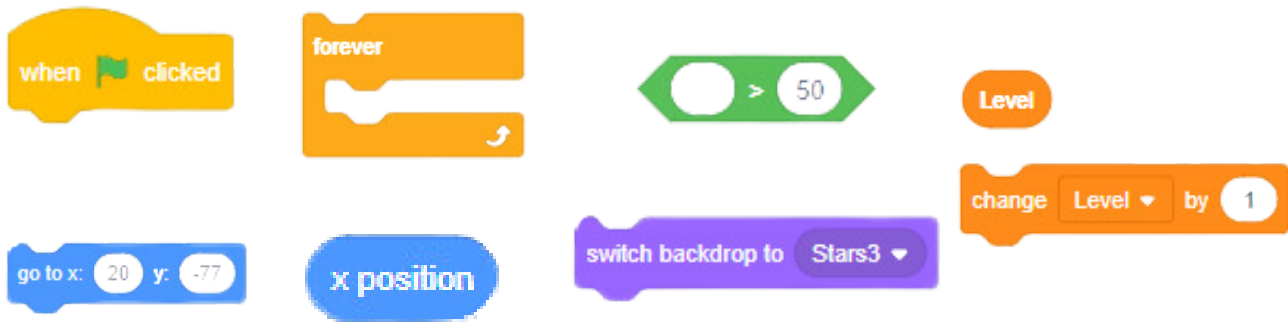 when clicked
forever
> 50
Level
change Level by 1
go to x: 20 y: -77
x position
switch backdrop to Stars3